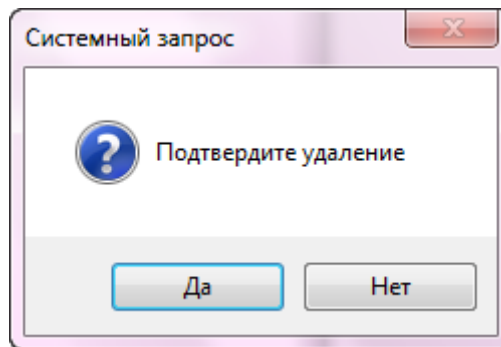 Системный запрос
Подтвердите удаление
Да
Нет